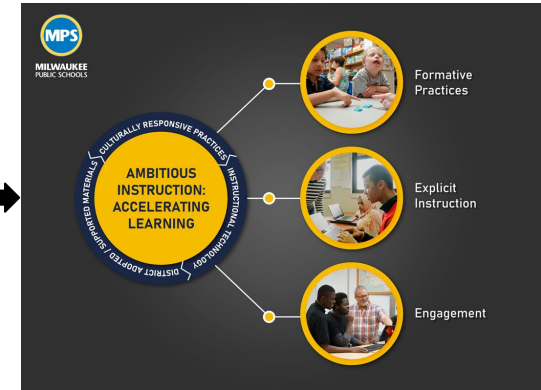 MPS
MILWAUKEE
PUBLIC SCHOOLS
CULTURALLY RESPONSIVE PRACTICES
INSTRUCTIONAL TECHNOLOGY
DISTRICT ADOPTED / SUPPORTED MATERIALS
AMBITIOUS
INSTRUCTION:
ACCELERATING
LEARNING
Formative
Practices
Explicit
Instruction
Engagement